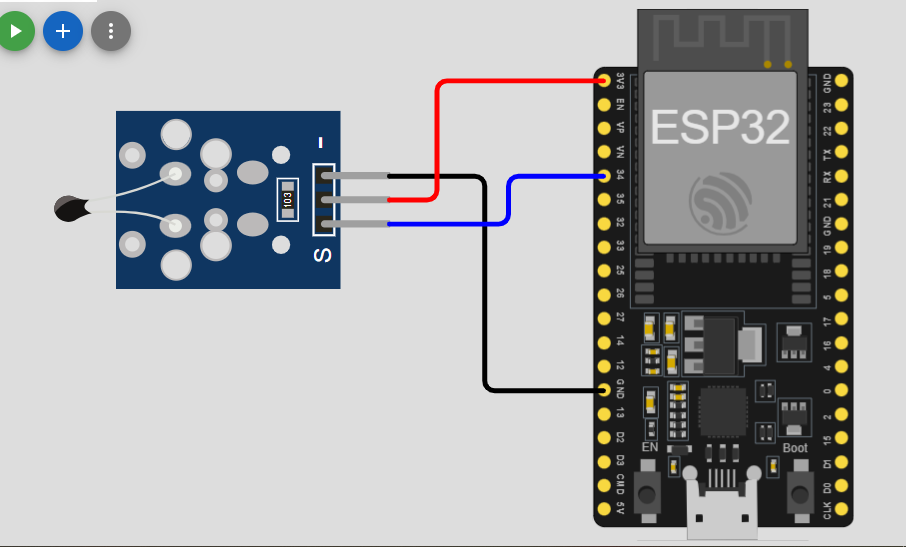 ESP32
3V3
EN
VP
VN
34
35
32
33
25
26
27
14
12
GND
13
D2
D3
CMD
5V
GND
23
22
TX
RX
21
GND
19
18
5
17
16
4
0
2
15
D1
D0
CLK
103
S
EN
Boot